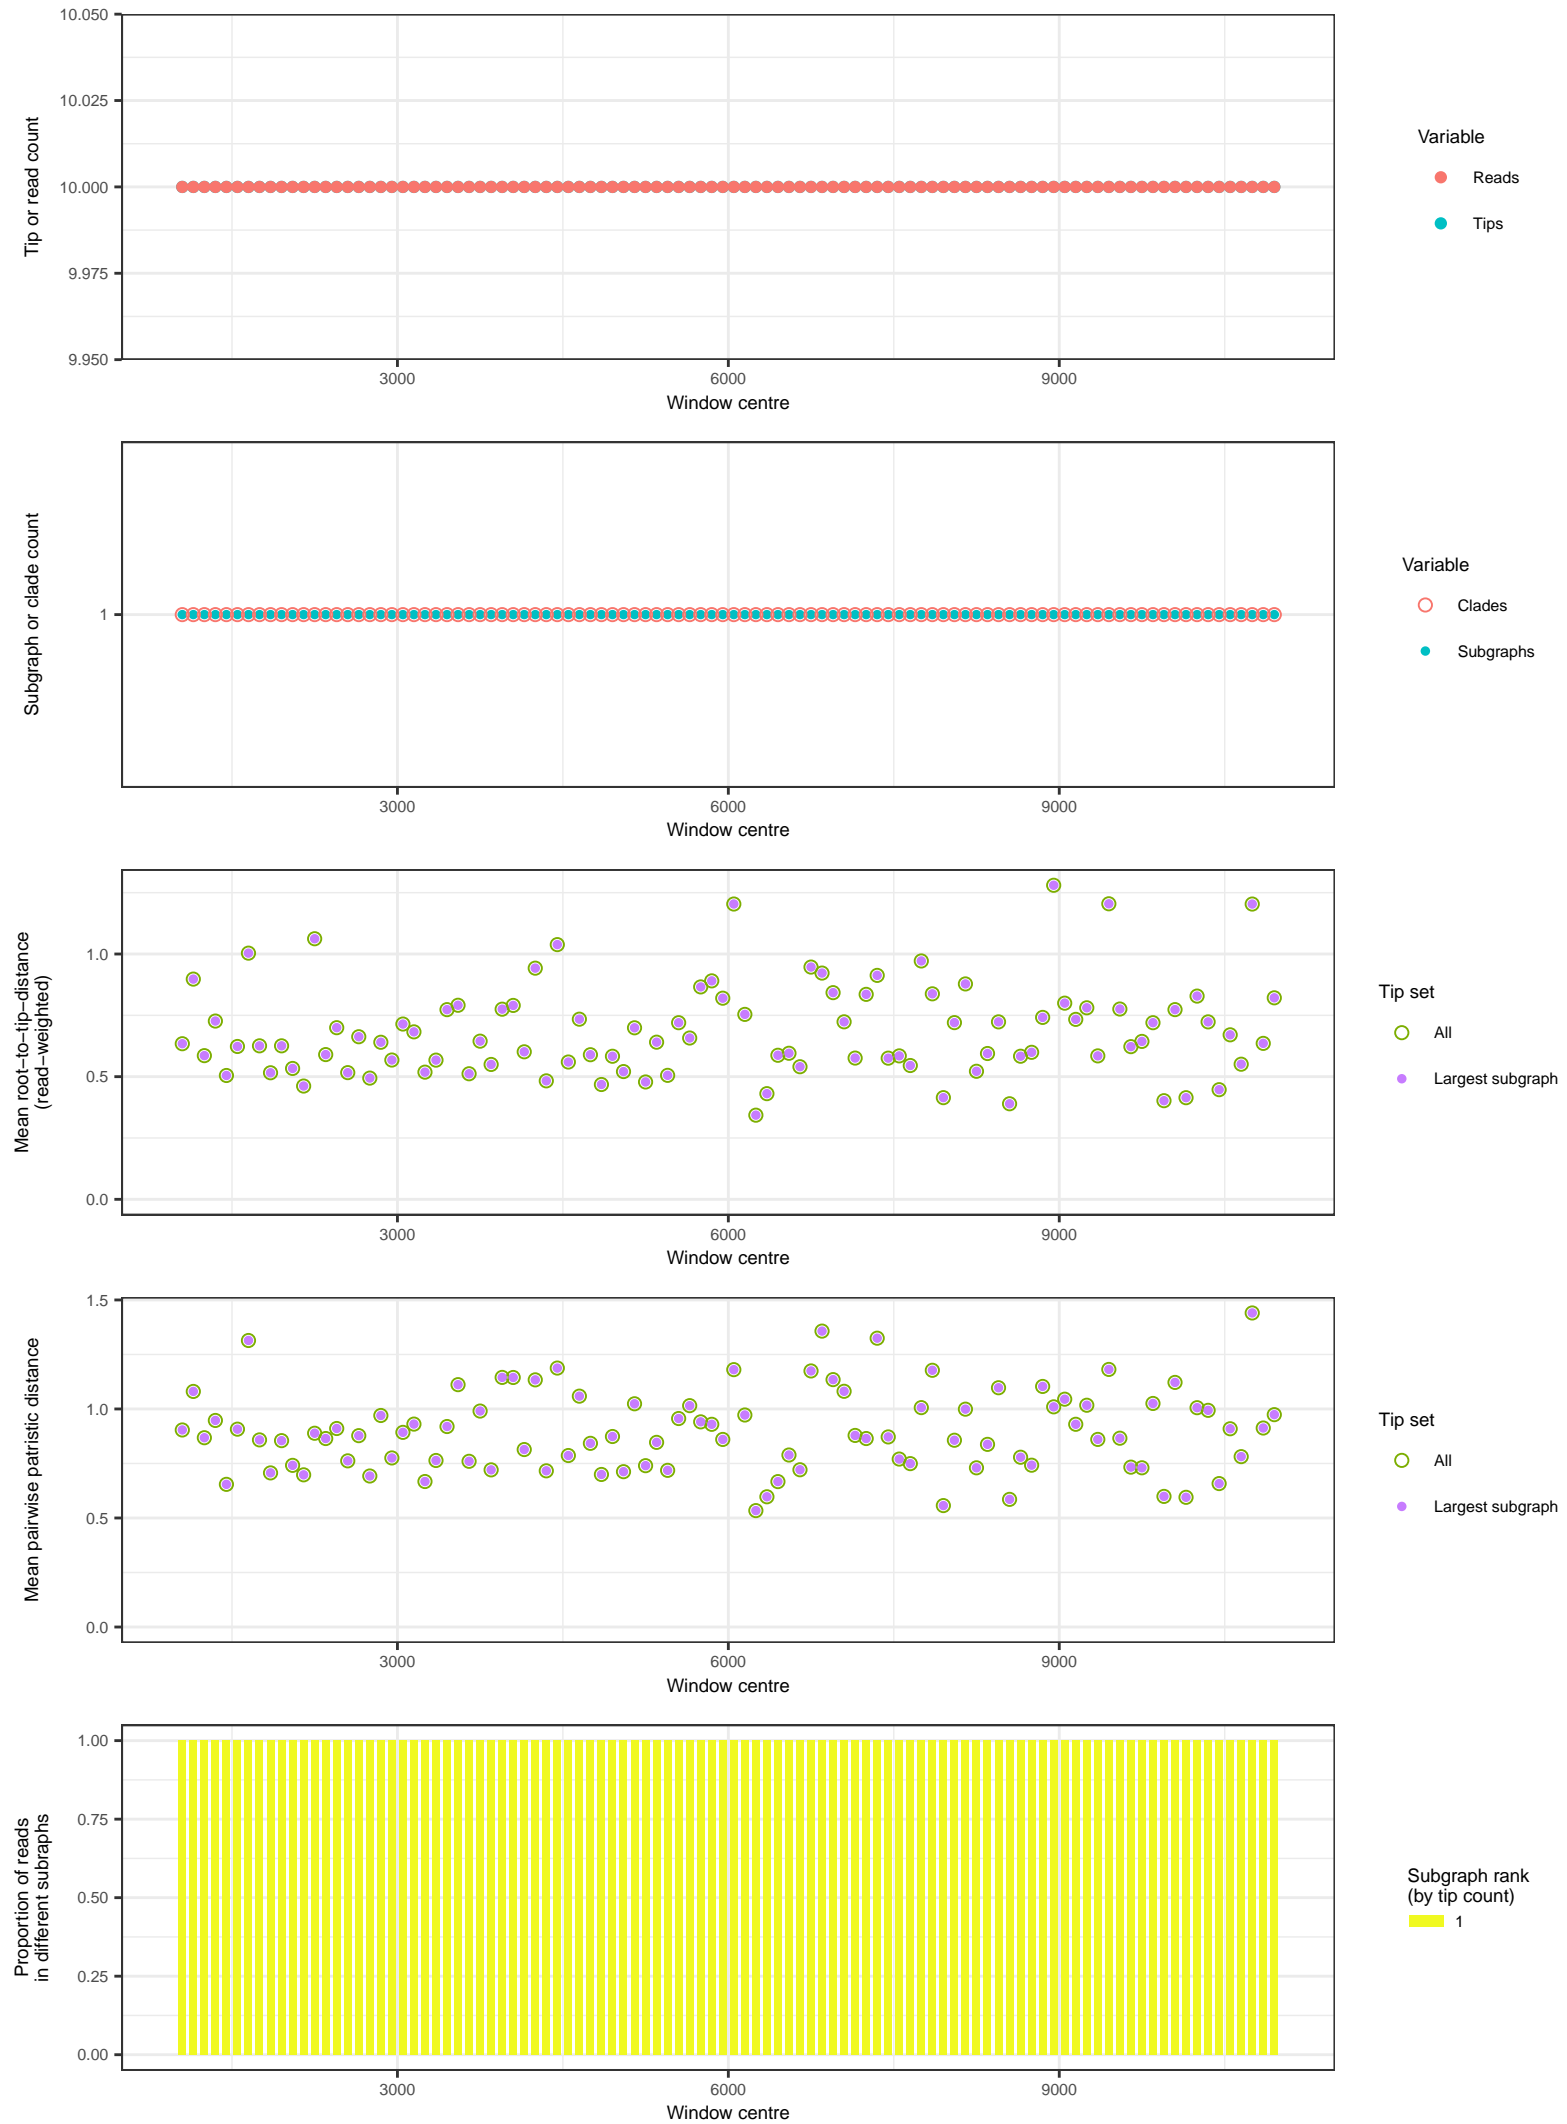 10.050
10.025
10.000
9.975
9.950
Tip or read count
3000
6000
9000
Window centre
Variable
Reads
Tips
1
Subgraph or clade count
3000
6000
9000
Window centre
Variable
Clades
Subgraphs
1.0
0.5
0.0
Mean root−to−tip−distance
(read−weighted)
3000
6000
9000
Window centre
Tip set
All
Largest subgraph
1.5
1.0
0.5
0.0
Mean pairwise patristic distance
3000
6000
9000
Window centre
Tip set
All
Largest subgraph
1.00
0.75
0.50
0.25
0.00
Proportion of reads
in different subraphs
3000
6000
9000
Window centre
Subgraph rank
(by tip count)
1